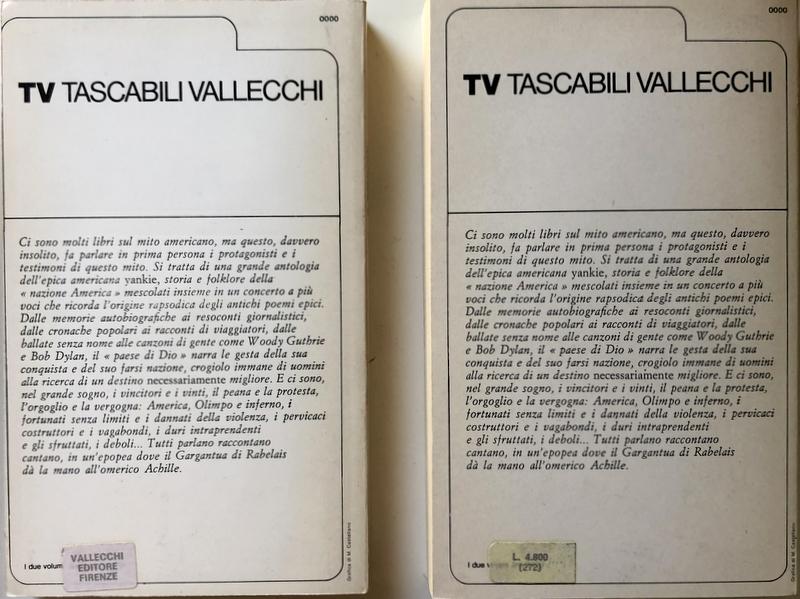 0000
TV TASCABILI VALLECCHI
Ci sono molti libri sul mito americano, ma questo, davvero
insolito, fa parlare in prima persona i protagonisti e i
testimoni di questo mito. Si tratta di una grande antologia
dell'epica americana yankie, storia e folklore della
« nazione America » mescolati insieme in un concerto a più
voci che ricorda l'origine rapsodica degli antichi poemi epici.
Dalle memorie autobiografiche ai resoconti giornalistici,
dalle cronache popolari ai racconti di viaggiatori, dalle
ballate senza nome alle canzoni di gente come Woody Guthrie
e Bob Dylan, il « paese di Dio » narra le gesta della sua
conquista e del suo farsi nazione, crogiolo immane di uomini
alla ricerca di un destino necessariamente migliore. E ci sono,
nel grande sogno, i vincitori e i vinti, il peana e la protesta,
l'orgoglio e la vergogna: America, Olimpo e inferno, i
fortunati senza limiti e i dannati della violenza, i pervicaci
costruttori e i vagabondi, i duri intraprendenti
e gli sfruttati, i deboli... Tutti parlano raccontano
cantano, in un'epopea dove il Gargantua di Rabelais
dà la mano all'omerico Achille.
I due volum
VALLECCHI
EDITORE
FIRENZE
Grafica di M. Castellano
0000
TV TASCABILI VALLECCHI
Ci sono molti libri sul mito americano, ma questo, davvero
insolito, fa parlare in prima persona i protagonisti e i
testimoni di questo mito. Si tratta di una grande antologia
dell'epica americana yankie, storia e folklore della
« nazione America » mescolati insieme in un concerto a più
voci che ricorda l'origine rapsodica degli antichi poemi epici.
Dalle memorie autobiografiche ai resoconti giornalistici,
dalle cronache popolari ai racconti di viaggiatori, dalle
ballate senza nome alle canzoni di gente come Woody Guthrie
e Bob Dylan, il « paese di Dio » narra le gesta della sua
conquista e del suo farsi nazione, crogiolo immane di uomini
alla ricerca di un destino necessariamente migliore. E ci sono,
nel grande sogno, i vincitori e i vinti, il peana e la protesta,
l'orgoglio e la vergogna: America, Olimpo e inferno, i
fortunati senza limiti e i dannati della violenza, i pervicaci
costruttori e i vagabondi, i duri intraprendenti
e gli sfruttati, i deboli... Tutti parlano raccontano
cantano, in un'epopea dove il Gargantua di Rabelais
dà la mano all'omerico Achille.
I due
L. 4.800
(272)
Grafica di M. Castellano